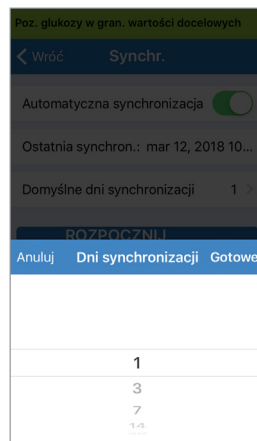 Poz. glukozy w gran. wartości docelowych
Wróć Synchr.
Automatyczna synchronizacja
Ostatnia synchron.: mar 12, 2018 10...
Domyślne dni synchronizacji 1
ROZPOCZNIJ
Anuluj Dni synchronizacji Gotowe
1
3
7
14